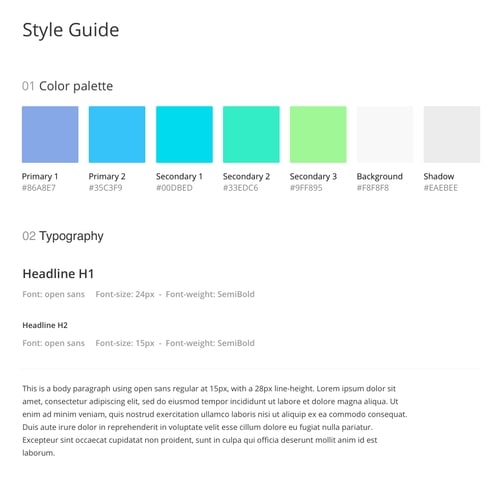 Style Guide
01 Color palette
Primary 1 Primary 2 Secondary 1 Secondary 2 Secondary 3 Background Shadow
#86A8E7 #35C3F9 #00DBED #33EDC6 #9FF895 #F8F8F8 #EAEBEE
02 Typography
Headline H1
Font: open sans Font-size: 24px - Font-weight: SemiBold
Headline H2
Font: open sans Font-size: 15px - Font-weight: SemiBold
This is a body paragraph using open sans regular at 15px, with a 28px line-height. Lorem ipsum dolor sit
amet, consectetur adipiscing elit, sed do eiusmod tempor incididunt ut labore et dolore magna aliqua. Ut
enim ad minim veniam, quis nostrud exercitation ullamco laboris nisi ut aliquip ex ea commodo consequat.
Duis aute irure dolor in reprehenderit in voluptate velit esse cillum dolore eu fugiat nulla pariatur.
Excepteur sint occaecat cupidatat non proident, sunt in culpa qui officia deserunt mollit anim id est
laborum.